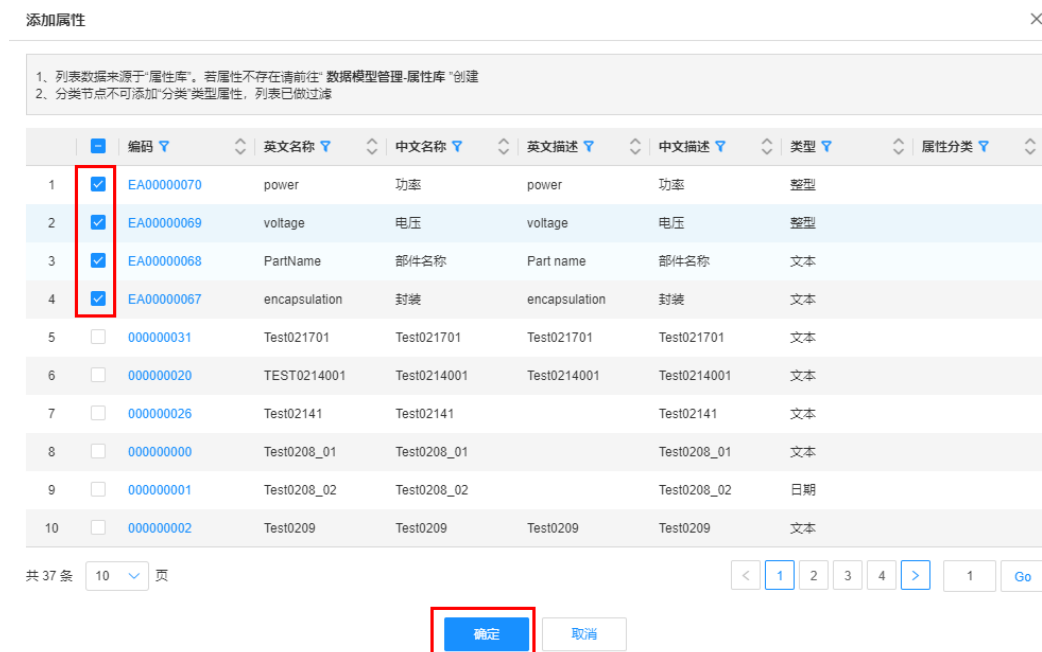 添加属性
1、列表数据来源于“属性库”。若属性不存在请前往“ 数据模型管理-属性库 ”创建
2、分类节点不可添加“分类”类型属性，列表已做过滤
编码 英文名称 中文名称 英文描述 中文描述 类型 属性分类
1 EA00000070 power 功率 power 功率 整型
2 EA00000069 voltage 电压 voltage 电压 整型
3 EA00000068 PartName 部件名称 Part name 部件名称 文本
4 EA00000067 encapsulation 封装 encapsulation 封装 文本
5 000000031 Test021701 Test021701 Test021701 Test021701 文本
6 000000020 TEST0214001 Test0214001 Test0214001 Test0214001 文本
7 000000026 Test02141 Test02141 Test02141 文本
8 000000000 Test0208_01 Test0208_01 Test0208_01 文本
9 000000001 Test0208_02 Test0208_02 Test0208_02 日期
10 000000002 Test0209 Test0209 Test0209 Test0209 文本
共 37 条 10 页 < 1 2 3 4 > 1 Go
确定 取消